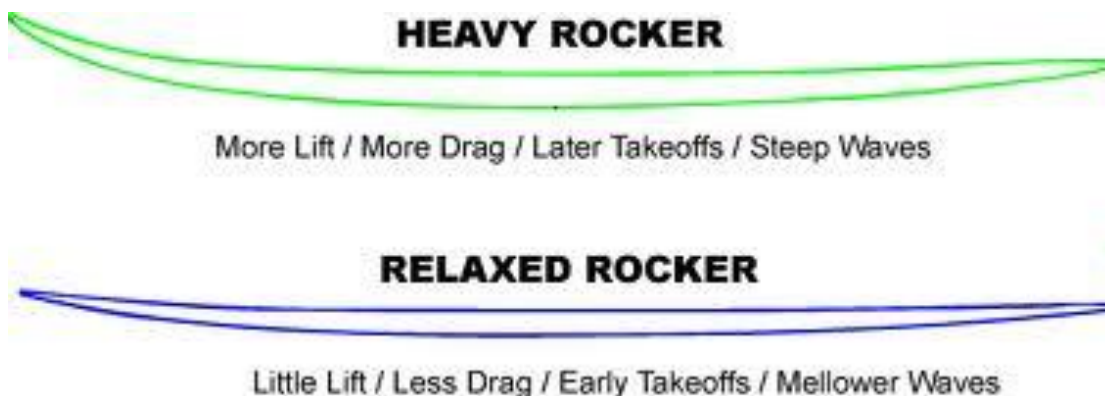 HEAVY ROCKER
More Lift / More Drag / Later Takeoffs / Steep Waves
RELAXED ROCKER
Little Lift / Less Drag / Early Takeoffs / Mellower Waves